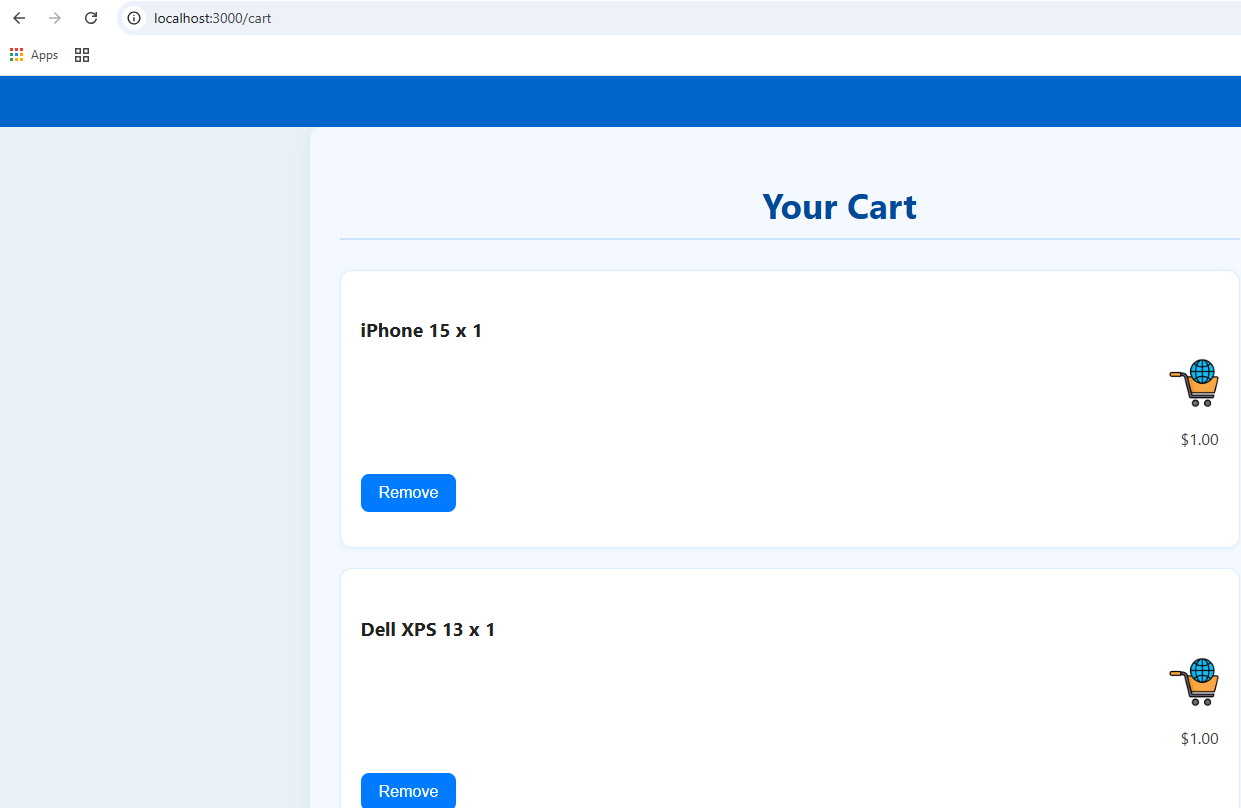 localhost:3000/cart
Apps
Your Cart
iPhone 15 x 1
$1.00
Remove
Dell XPS 13 x 1
$1.00
Remove